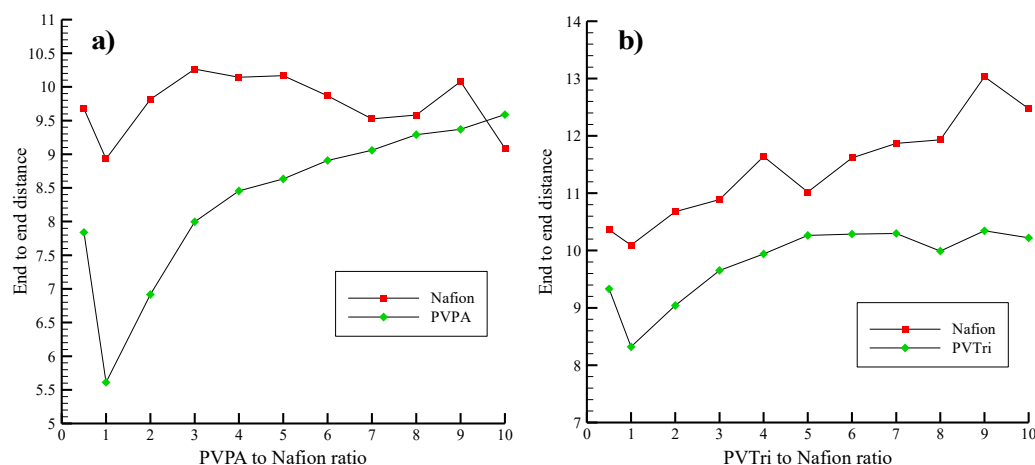 a)
End to end distance
11
10.5
10
9.5
9
8.5
8
7.5
7
6.5
6
5.5
5
Nafion
PVPA
0 1 2 3 4 5 6 7 8 9 10
PVPA to Nafion ratio
b)
End to end distance
14
13
12
11
10
9
8
7
Nafion
PVTri
0 1 2 3 4 5 6 7 8 9 10
PVTri to Nafion ratio